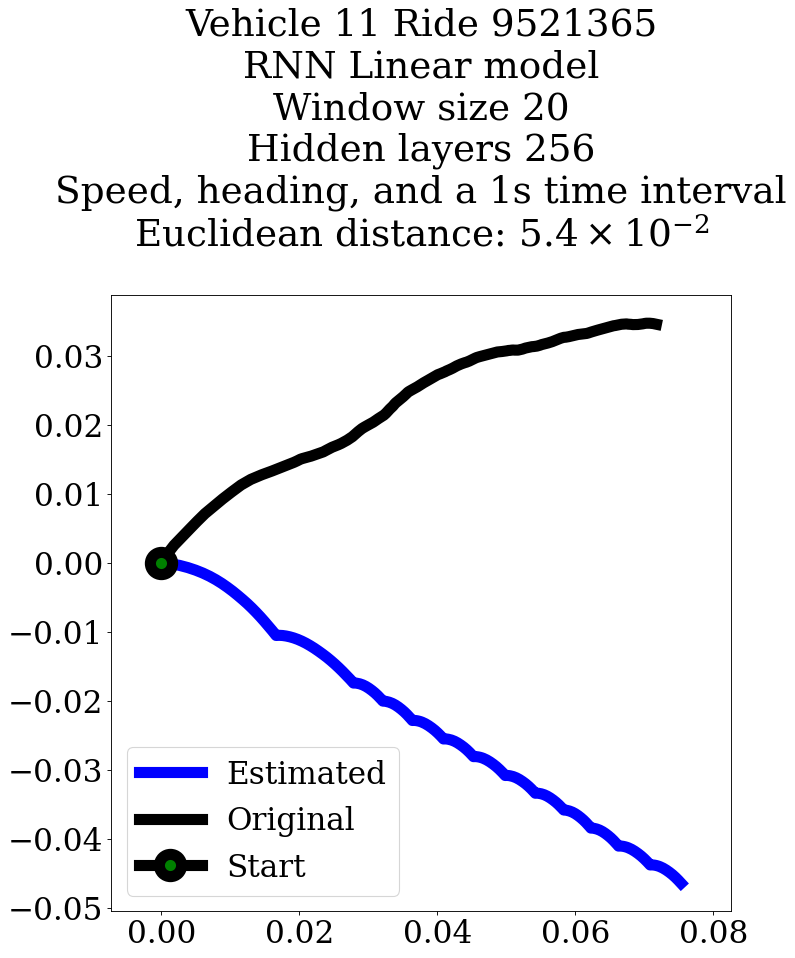 Vehicle 11 Ride 9521365
RNN Linear model
Window size 20
Hidden layers 256
Speed, heading, and a 1s time interval
Euclidean distance: 5.4 × 10⁻²
0.03
0.02
0.01
0.00
−0.01
−0.02
−0.03
−0.04
−0.05
Estimated
Original
Start
0.00 0.02 0.04 0.06 0.08